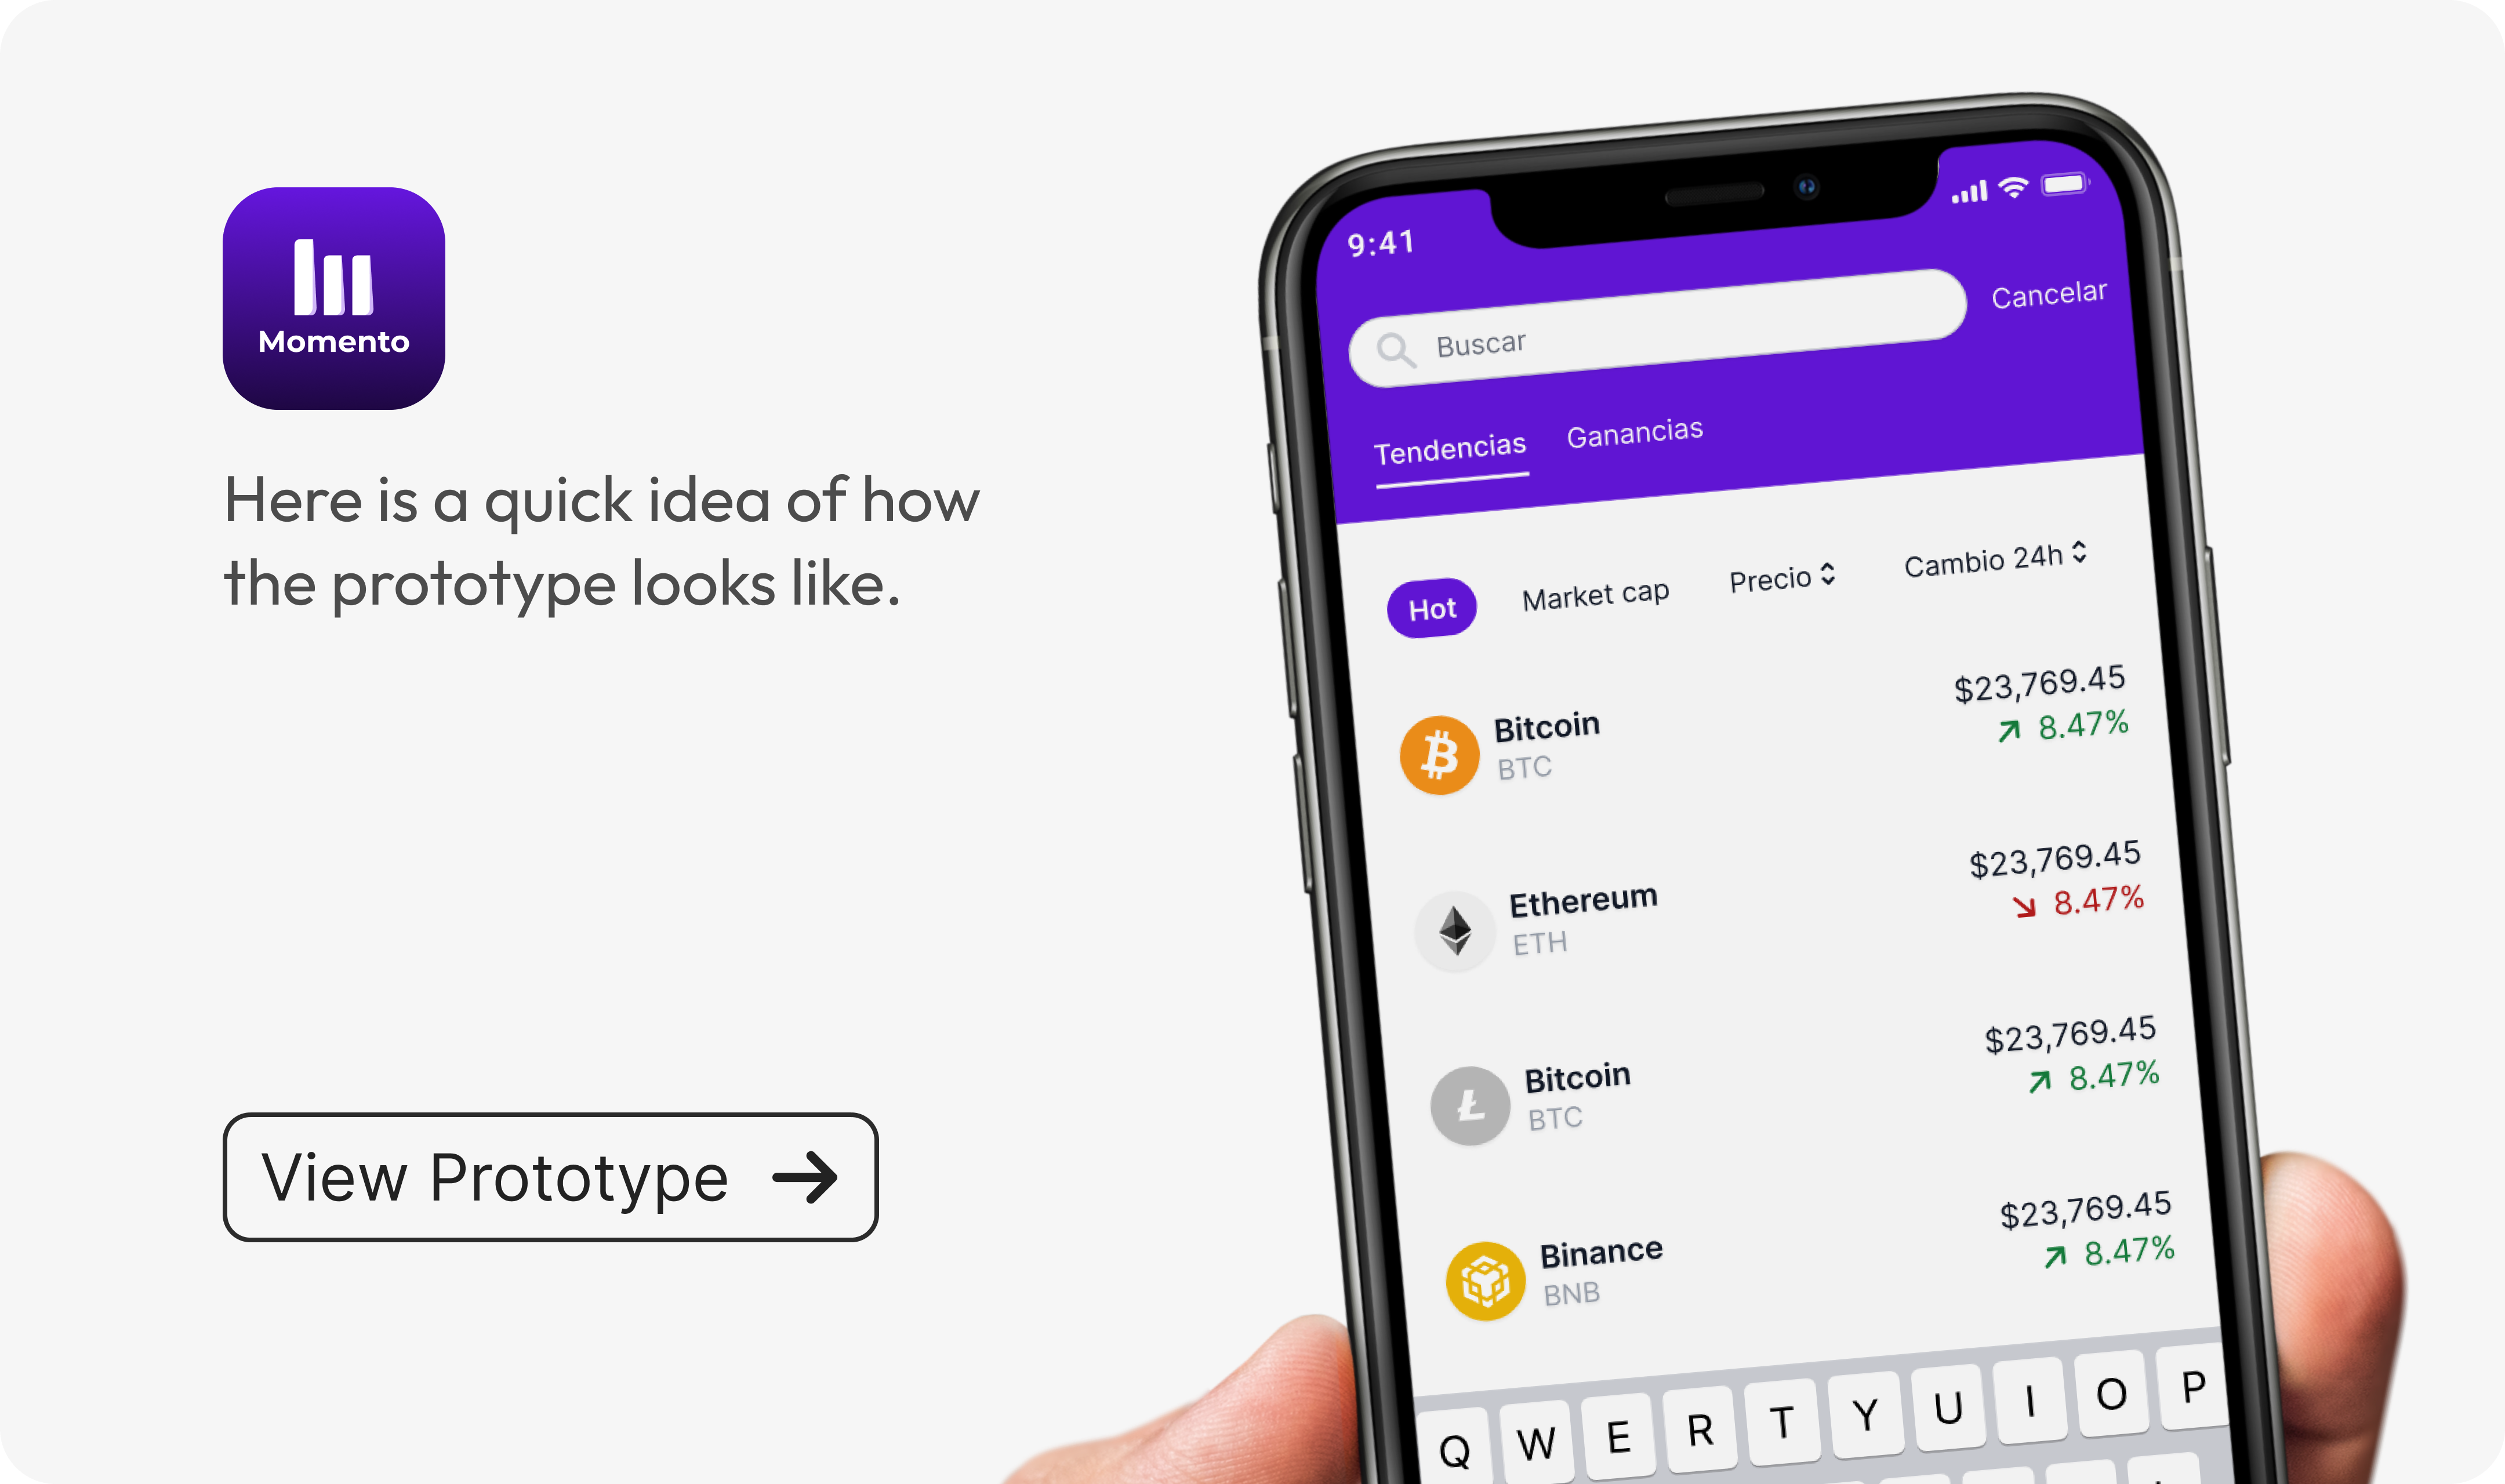 Momento
Here is a quick idea of how
the prototype looks like.
View Prototype
9:41
Buscar
Cancelar
Tendencias Ganancias
Hot Market cap Precio Cambio 24h
Bitcoin $23,769.45
BTC 8.47%
Ethereum $23,769.45
ETH 8.47%
Bitcoin $23,769.45
BTC 8.47%
Binance $23,769.45
BNB 8.47%
Q W E R T Y U I O P